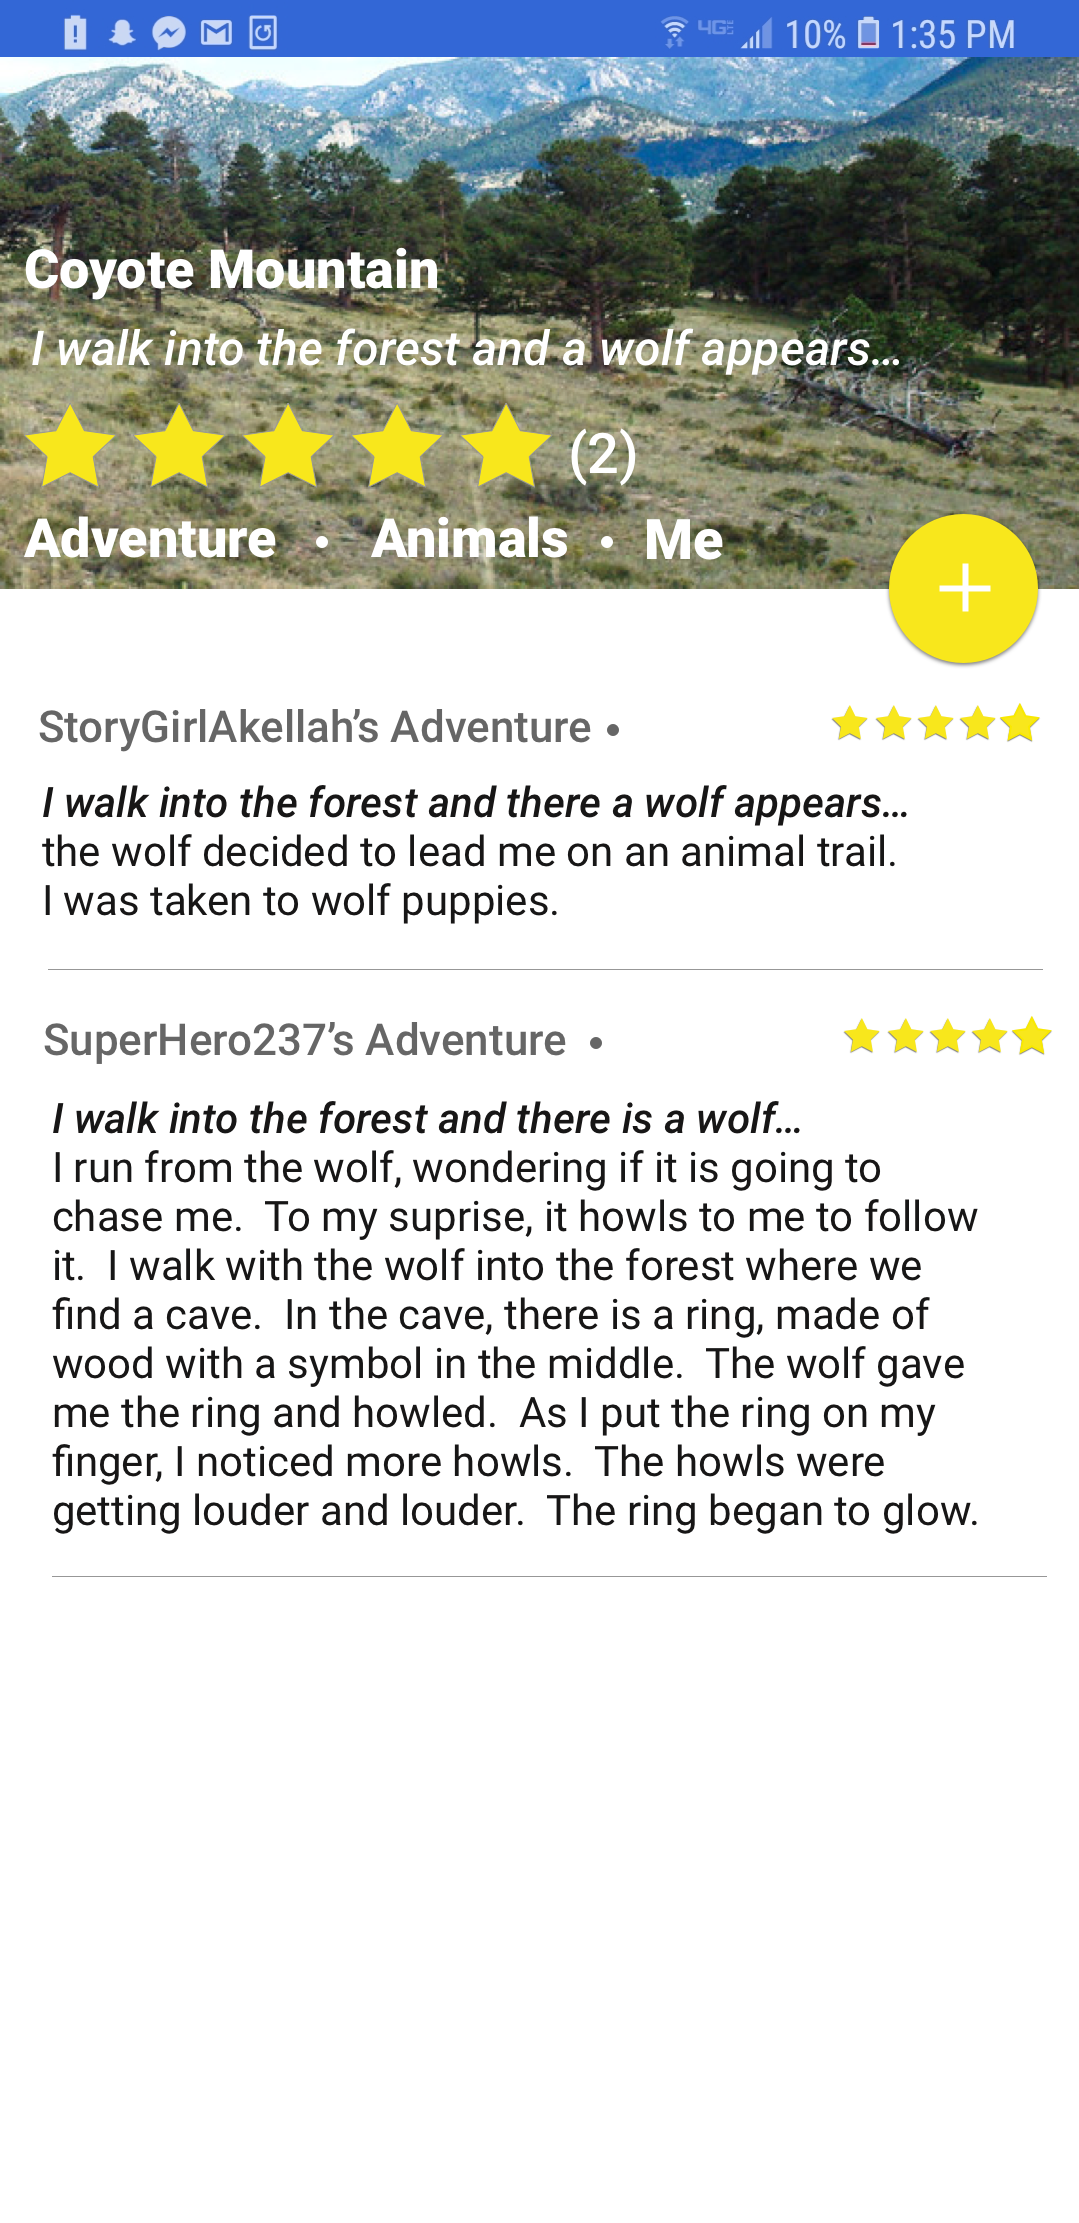 4G 10% 1:35 PM
Coyote Mountain
I walk into the forest and a wolf appears...
(2)
Adventure • Animals • Me
+
StoryGirlAkellah’s Adventure •
I walk into the forest and there a wolf appears...
the wolf decided to lead me on an animal trail.
I was taken to wolf puppies.
SuperHero237’s Adventure •
I walk into the forest and there is a wolf...
I run from the wolf, wondering if it is going to
chase me.  To my suprise, it howls to me to follow
it.  I walk with the wolf into the forest where we
find a cave.  In the cave, there is a ring, made of
wood with a symbol in the middle.  The wolf gave
me the ring and howled.  As I put the ring on my
finger, I noticed more howls.  The howls were
getting louder and louder.  The ring began to glow.